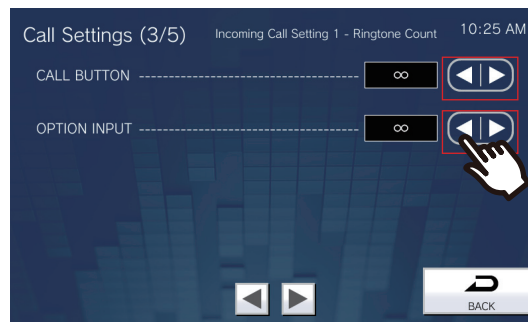 Call Settings (3/5) Incoming Call Setting 1 - Ringtone Count 10:25 AM
CALL BUTTON ------------------------------------ ∞
OPTION INPUT ------------------------------------ ∞
BACK